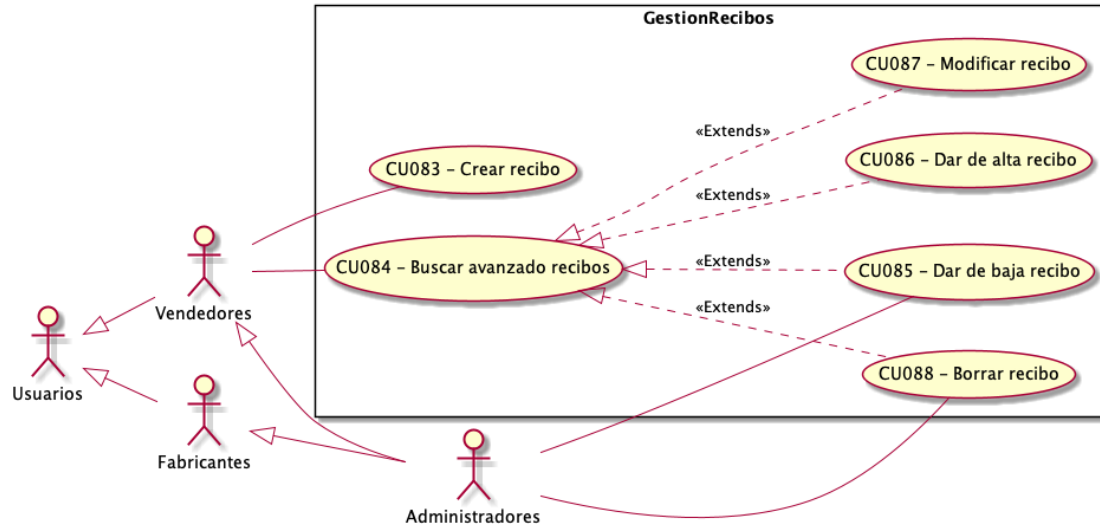 GestionRecibos
CU087 – Modificar recibo
«Extends»
CU083 – Crear recibo
CU086 – Dar de alta recibo
«Extends»
CU084 – Buscar avanzado recibos
«Extends»
CU085 – Dar de baja recibo
Vendedores
«Extends»
CU088 – Borrar recibo
Usuarios
Fabricantes
Administradores